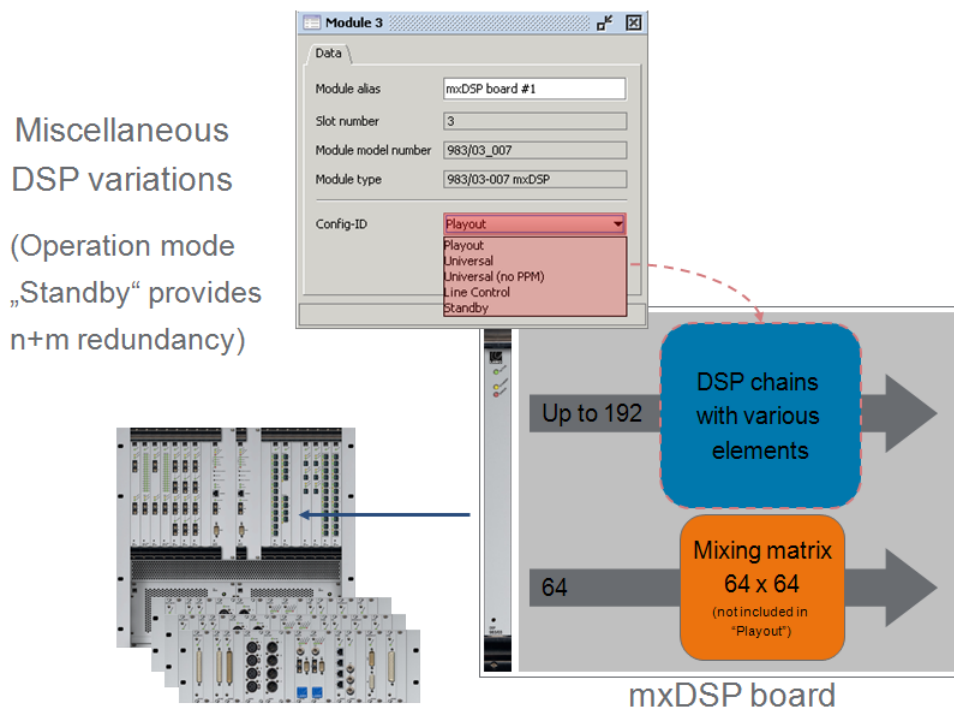 Module 3
Data
Module alias
mxDSP board #1
Slot number
3
Module model number
983/03_007
Module type
983/03-007 mxDSP
Config-ID
Playout
Playout
Universal
Universal (no PPM)
Line Control
Standby
Miscellaneous
DSP variations
(Operation mode
„Standby“ provides
n+m redundancy)
Up to 192
DSP chains
with various
elements
64
Mixing matrix
64 x 64
(not included in
“Playout”)
mxDSP board